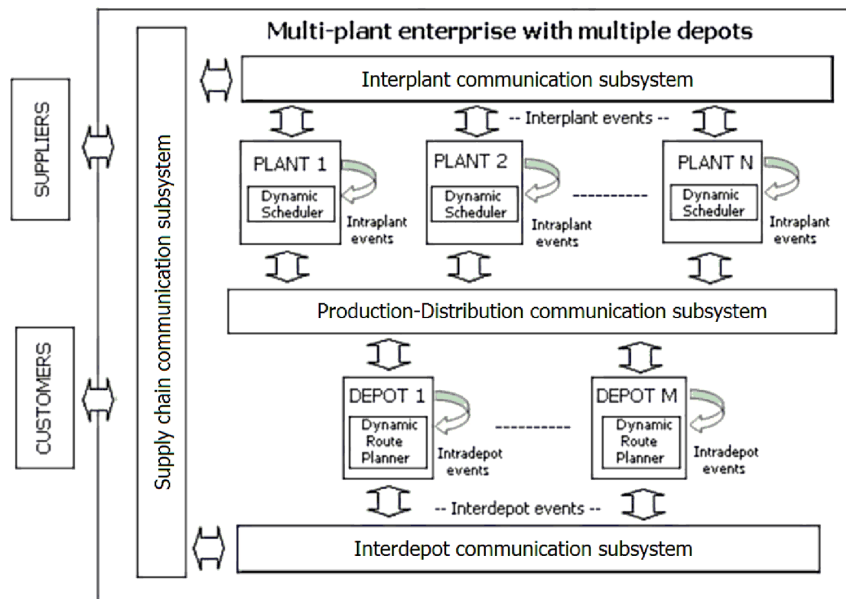 Multi-plant enterprise with multiple depots
Interplant communication subsystem
SUPPLIERS
Supply chain communication subsystem
-- Interplant events --
PLANT 1
Dynamic
Scheduler
Intraplant
events
PLANT 2
Dynamic
Scheduler
Intraplant
events
PLANT N
Dynamic
Scheduler
Intraplant
events
Production-Distribution communication subsystem
CUSTOMERS
DEPOT 1
Dynamic
Route
Planner
Intradepot
events
DEPOT M
Dynamic
Route
Planner
Intradepot
events
-- Interdepot events --
Interdepot communication subsystem